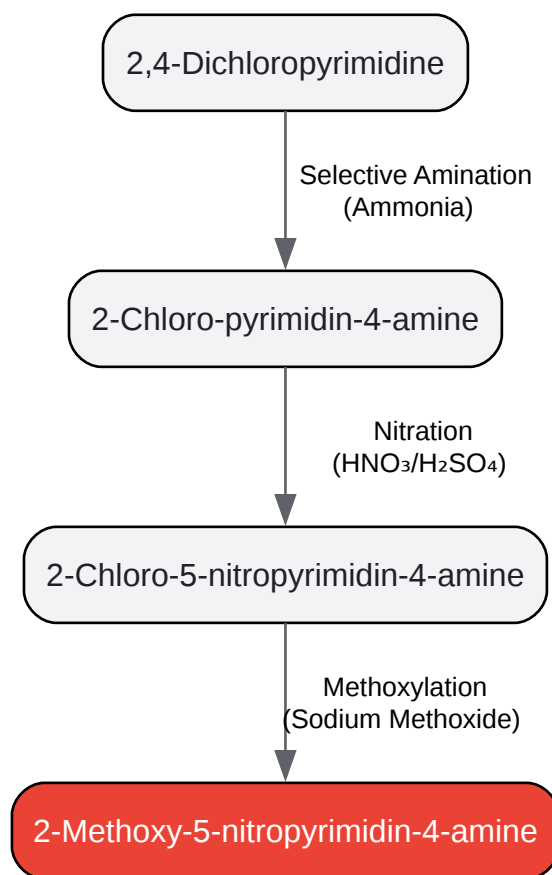 2,4-Dichloropyrimidine
Selective Amination
(Ammonia)
2-Chloro-pyrimidin-4-amine
Nitration
(HNO₃/H₂SO₄)
2-Chloro-5-nitropyrimidin-4-amine
Methoxylation
(Sodium Methoxide)
2-Methoxy-5-nitropyrimidin-4-amine